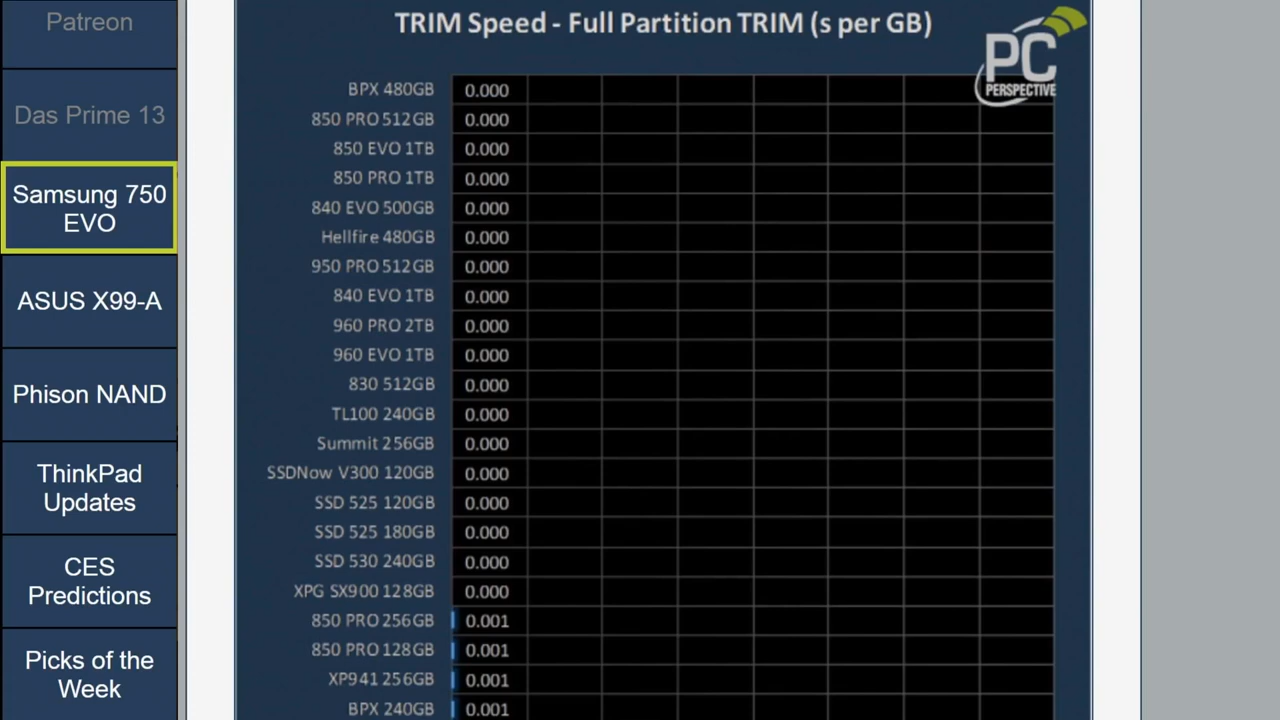 Patreon
Das Prime 13
Samsung 750
EVO
ASUS X99-A
Phison NAND
ThinkPad
Updates
CES
Predictions
Picks of the
Week
TRIM Speed - Full Partition TRIM (s per GB)
PC
PERSPECTIVE
BPX 480GB 0.000
850 PRO 512GB 0.000
850 EVO 1TB 0.000
850 PRO 1TB 0.000
840 EVO 500GB 0.000
Hellfire 480GB 0.000
950 PRO 512GB 0.000
840 EVO 1TB 0.000
960 PRO 2TB 0.000
960 EVO 1TB 0.000
830 512GB 0.000
TL100 240GB 0.000
Summit 256GB 0.000
SSDNow V300 120GB 0.000
SSD 525 120GB 0.000
SSD 525 180GB 0.000
SSD 530 240GB 0.000
XPG SX900 128GB 0.000
850 PRO 256GB 0.001
850 PRO 128GB 0.001
XP941 256GB 0.001
BPX 240GB 0.001